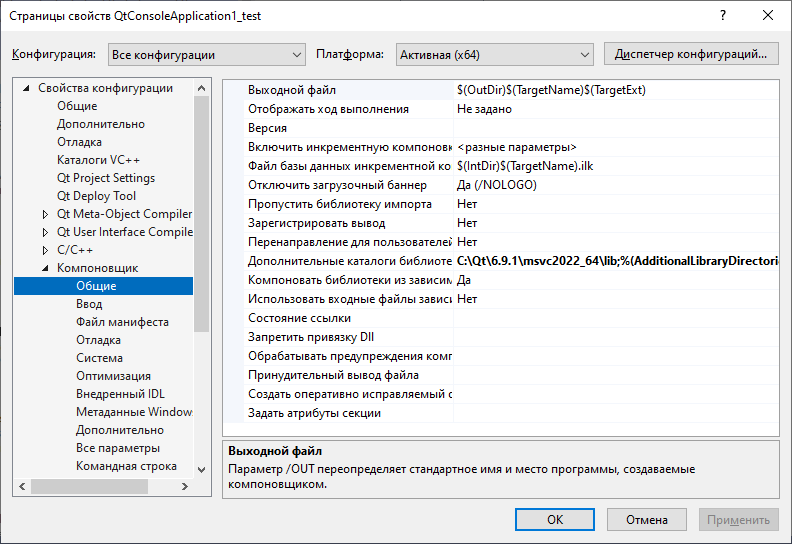 Страницы свойств QtConsoleApplication1_test
Конфигурация: Все конфигурации Платформа: Активная (x64) Диспетчер конфигураций...
Свойства конфигурации
Общие
Дополнительно
Отладка
Каталоги VC++
Qt Project Settings
Qt Deploy Tool
Qt Meta-Object Compiler
Qt User Interface Compile
C/C++
Компоновщик
Общие
Ввод
Файл манифеста
Отладка
Система
Оптимизация
Внедренный IDL
Метаданные Windows
Дополнительно
Все параметры
Командная строка
Выходной файл $(OutDir)$(TargetName)$(TargetExt)
Отображать ход выполнения Не задано
Версия
Включить инкрементную компоновк <разные параметры>
Файл базы данных инкрементной ко $(IntDir)$(TargetName).ilk
Отключить загрузочный баннер Да (/NOLOGO)
Пропустить библиотеку импорта Нет
Зарегистрировать вывод Нет
Перенаправление для пользователей Нет
Дополнительные каталоги библиоте C:\Qt\6.9.1\msvc2022_64\lib;%(AdditionalLibraryDirectorie
Компоновать библиотеки из зависим Да
Использовать входные файлы зависи Нет
Состояние ссылки
Запретить привязку Dll
Обрабатывать предупреждения комп
Принудительный вывод файла
Создать оперативно исправляемый о
Задать атрибуты секции
Выходной файл
Параметр /OUT переопределяет стандартное имя и место программы, создаваемые
компоновщиком.
ОК Отмена Применить